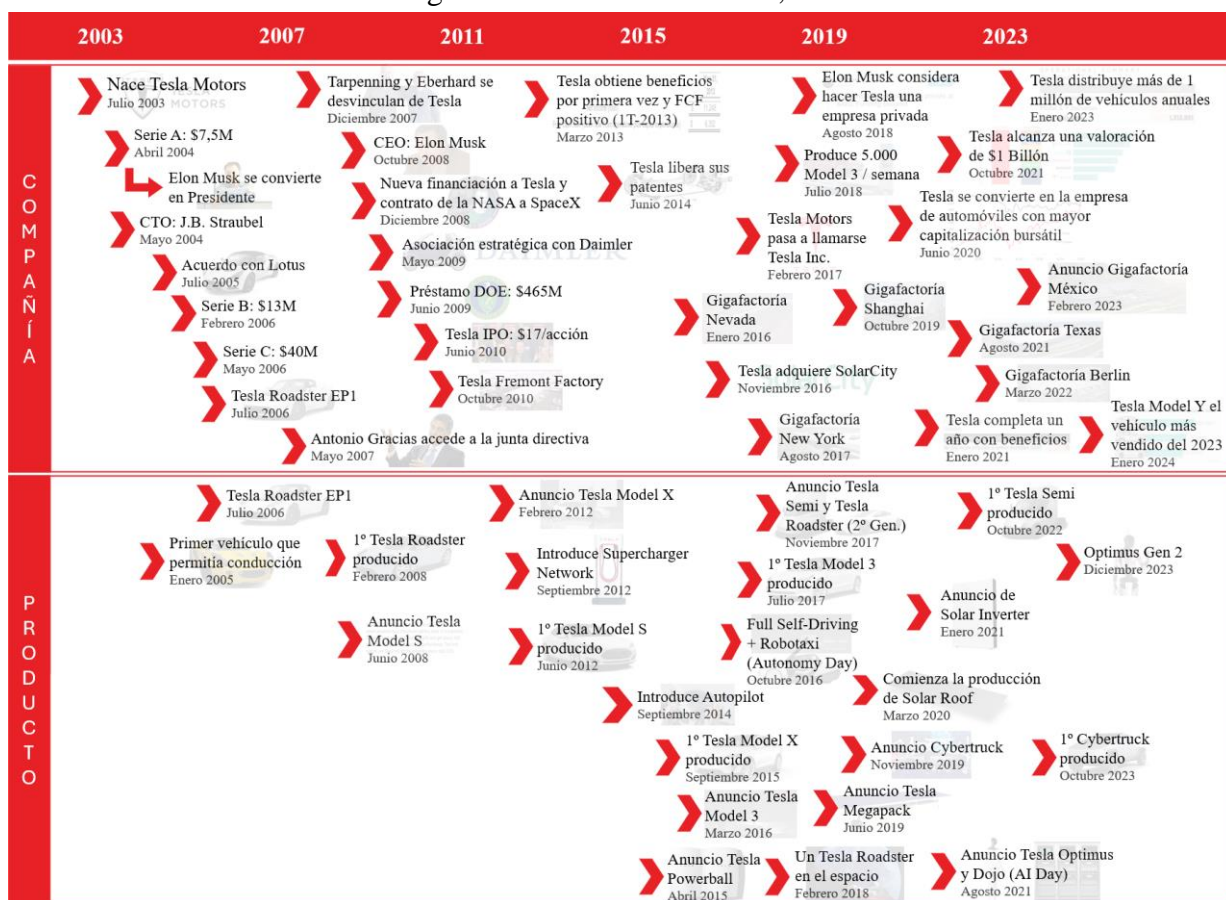 2003 2007 2011 2015 2019 2023
COMPAÑÍA
Nace Tesla Motors
Julio 2003
Serie A: $7,5M
Abril 2004
Elon Musk se convierte
en Presidente
CTO: J.B. Straubel
Mayo 2004
Acuerdo con Lotus
Julio 2005
Serie B: $13M
Febrero 2006
Serie C: $40M
Mayo 2006
Tesla Roadster EP1
Julio 2006
Antonio Gracias accede a la junta directiva
Mayo 2007
Tarpenning y Eberhard se
desvinculan de Tesla
Diciembre 2007
CEO: Elon Musk
Octubre 2008
Nueva financiación a Tesla y
contrato de la NASA a SpaceX
Diciembre 2008
Asociación estratégica con Daimler
Mayo 2009
Préstamo DOE: $465M
Junio 2009
Tesla IPO: $17/acción
Junio 2010
Tesla Fremont Factory
Octubre 2010
Tesla obtiene beneficios
por primera vez y FCF
positivo (1T-2013)
Marzo 2013
Tesla libera sus
patentes
Junio 2014
Gigafactoría
Nevada
Enero 2016
Tesla adquiere SolarCity
Noviembre 2016
Gigafactoría
New York
Agosto 2017
Elon Musk considera
hacer Tesla una
empresa privada
Agosto 2018
Produce 5.000
Model 3 / semana
Julio 2018
Tesla Motors
pasa a llamarse
Tesla Inc.
Febrero 2017
Gigafactoría
Shanghai
Octubre 2019
Tesla distribuye más de 1
millón de vehículos anuales
Enero 2023
Tesla alcanza una valoración
de $1 Billón
Octubre 2021
Tesla se convierte en la empresa
de automóviles con mayor
capitalización bursátil
Junio 2020
Anuncio Gigafactoría
México
Febrero 2023
Gigafactoría Texas
Agosto 2021
Gigafactoría Berlin
Marzo 2022
Tesla completa un
año con beneficios
Enero 2021
Tesla Model Y el
vehículo más
vendido del 2023
Enero 2024
PRODUCTO
Tesla Roadster EP1
Julio 2006
Primer vehículo que
permitía conducción
Enero 2005
1º Tesla Roadster
producido
Febrero 2008
Anuncio Tesla
Model S
Junio 2008
Anuncio Tesla Model X
Febrero 2012
Introduce Supercharger
Network
Septiembre 2012
1º Tesla Model S
producido
Junio 2012
Introduce Autopilot
Septiembre 2014
1º Tesla Model X
producido
Septiembre 2015
Anuncio Tesla
Model 3
Marzo 2016
Anuncio Tesla
Powerball
Abril 2015
Anuncio Tesla
Semi y Tesla
Roadster (2º Gen.)
Noviembre 2017
1º Tesla Model 3
producido
Julio 2017
Full Self-Driving
+ Robotaxi
(Autonomy Day)
Octubre 2016
Comienza la producción
de Solar Roof
Marzo 2020
Anuncio Cybertruck
Noviembre 2019
Anuncio Tesla
Megapack
Junio 2019
Un Tesla Roadster
en el espacio
Febrero 2018
1º Tesla Semi
producido
Octubre 2022
Optimus Gen 2
Diciembre 2023
Anuncio de
Solar Inverter
Enero 2021
1º Cybertruck
producido
Octubre 2023
Anuncio Tesla Optimus
y Dojo (AI Day)
Agosto 2021